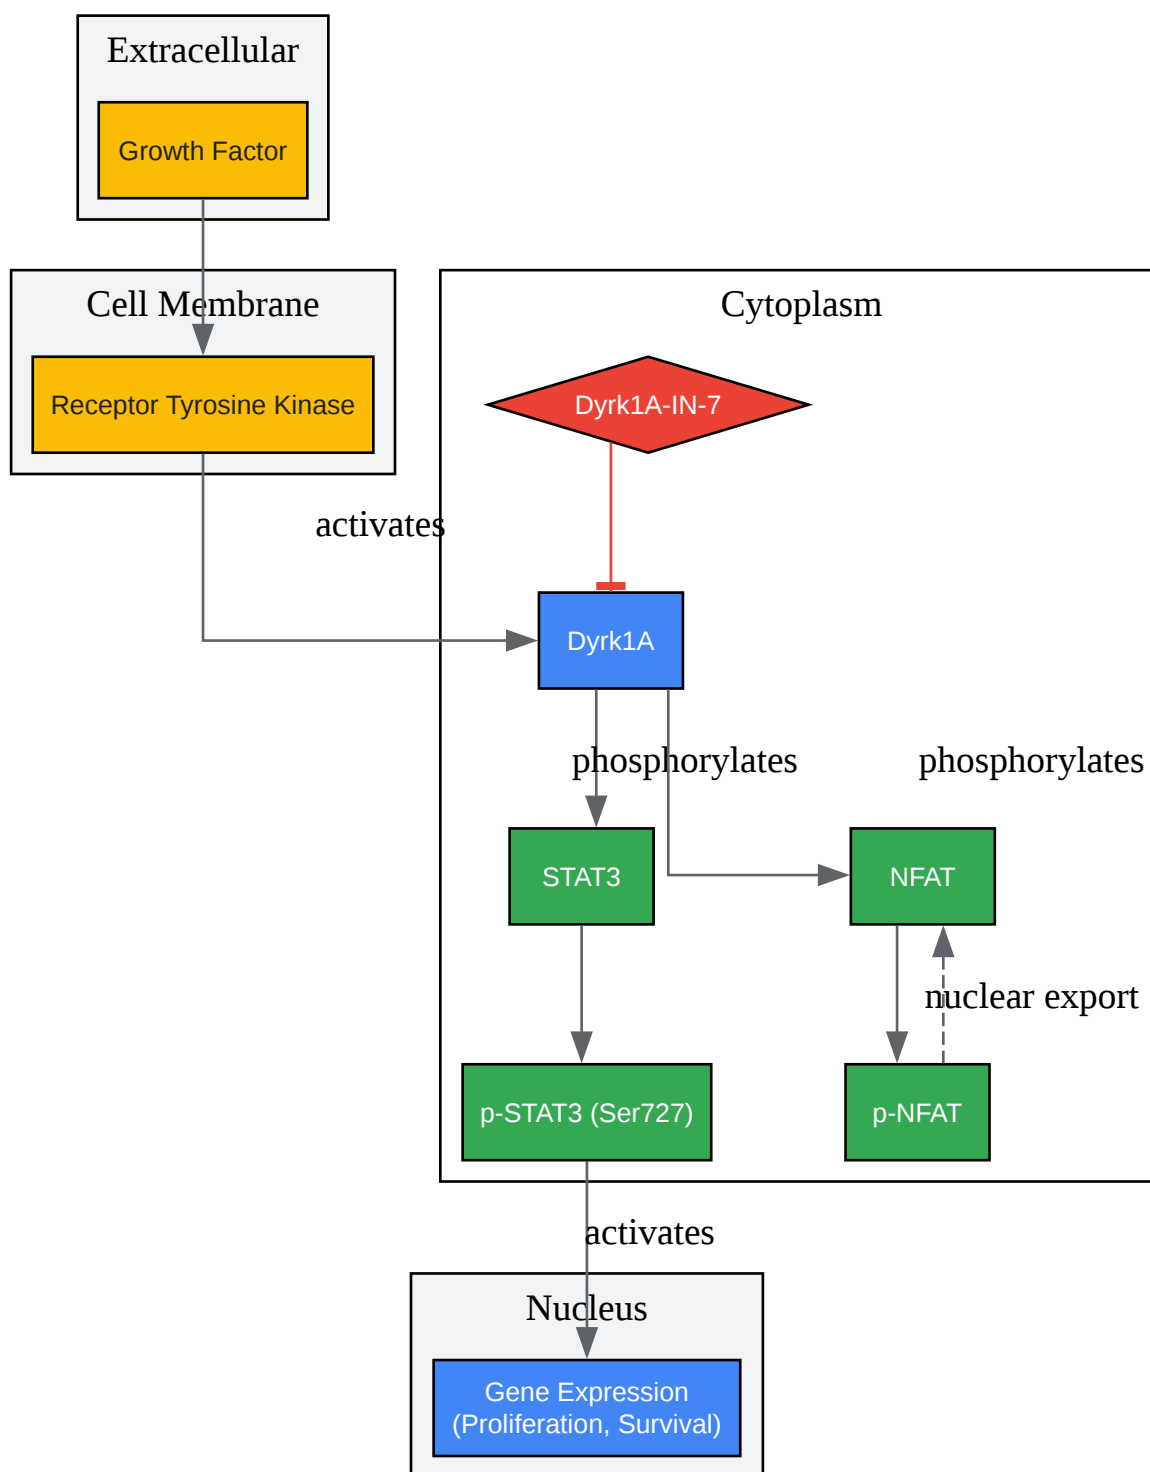 Extracellular
Growth Factor
Cell Membrane
Receptor Tyrosine Kinase
Cytoplasm
Dyrk1A-IN-7
activates
Dyrk1A
phosphorylates
phosphorylates
STAT3
NFAT
nuclear export
p-STAT3 (Ser727)
p-NFAT
activates
Nucleus
Gene Expression
(Proliferation, Survival)